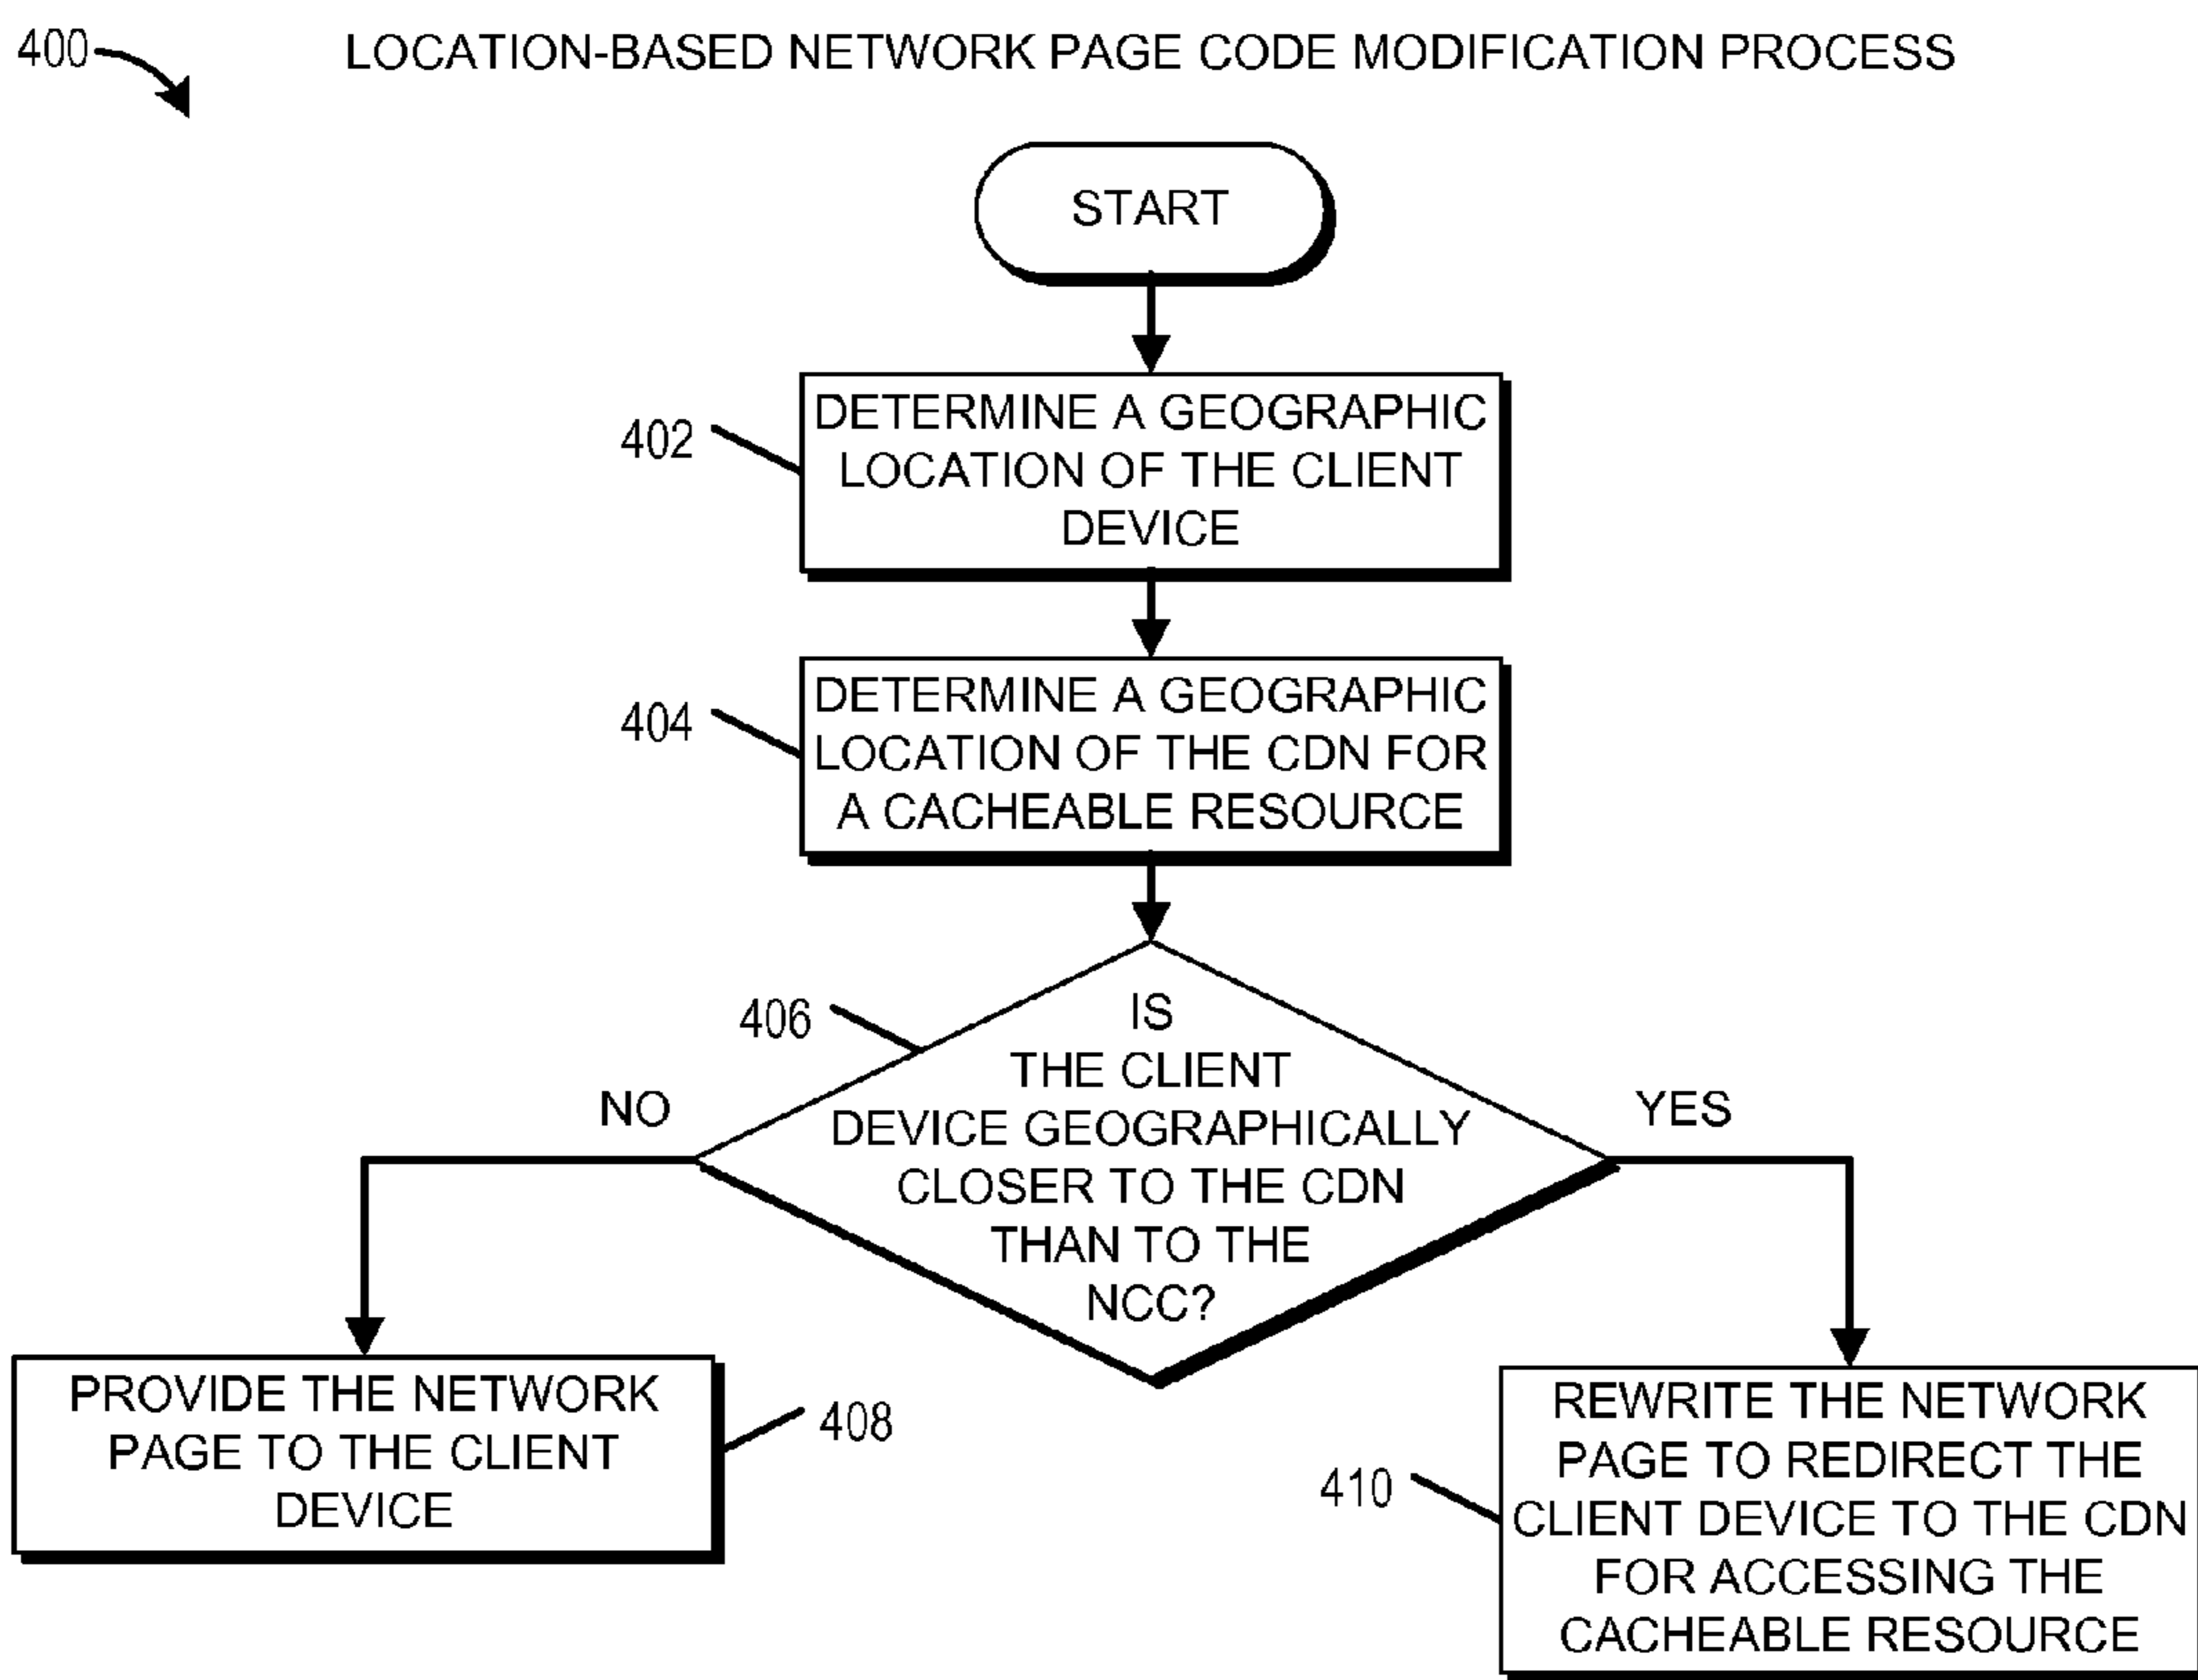 400
LOCATION-BASED NETWORK PAGE CODE MODIFICATION PROCESS
START
402
DETERMINE A GEOGRAPHIC
LOCATION OF THE CLIENT
DEVICE
404
DETERMINE A GEOGRAPHIC
LOCATION OF THE CDN FOR
A CACHEABLE RESOURCE
406
IS
THE CLIENT
DEVICE GEOGRAPHICALLY
CLOSER TO THE CDN
THAN TO THE
NCC?
NO
YES
PROVIDE THE NETWORK
PAGE TO THE CLIENT
DEVICE
408
410
REWRITE THE NETWORK
PAGE TO REDIRECT THE
CLIENT DEVICE TO THE CDN
FOR ACCESSING THE
CACHEABLE RESOURCE